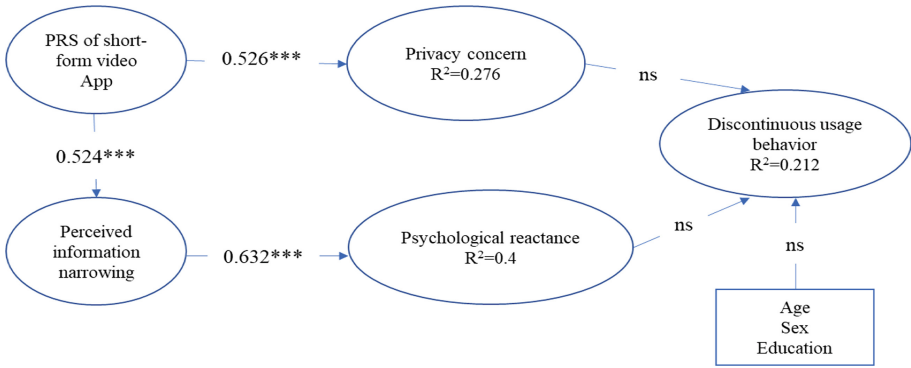 PRS of short-
form video
App
0.526***
Privacy concern
R²=0.276
ns
Discontinuous usage
behavior
R²=0.212
0.524***
Perceived
information
narrowing
0.632***
Psychological reactance
R²=0.4
ns
ns
Age
Sex
Education